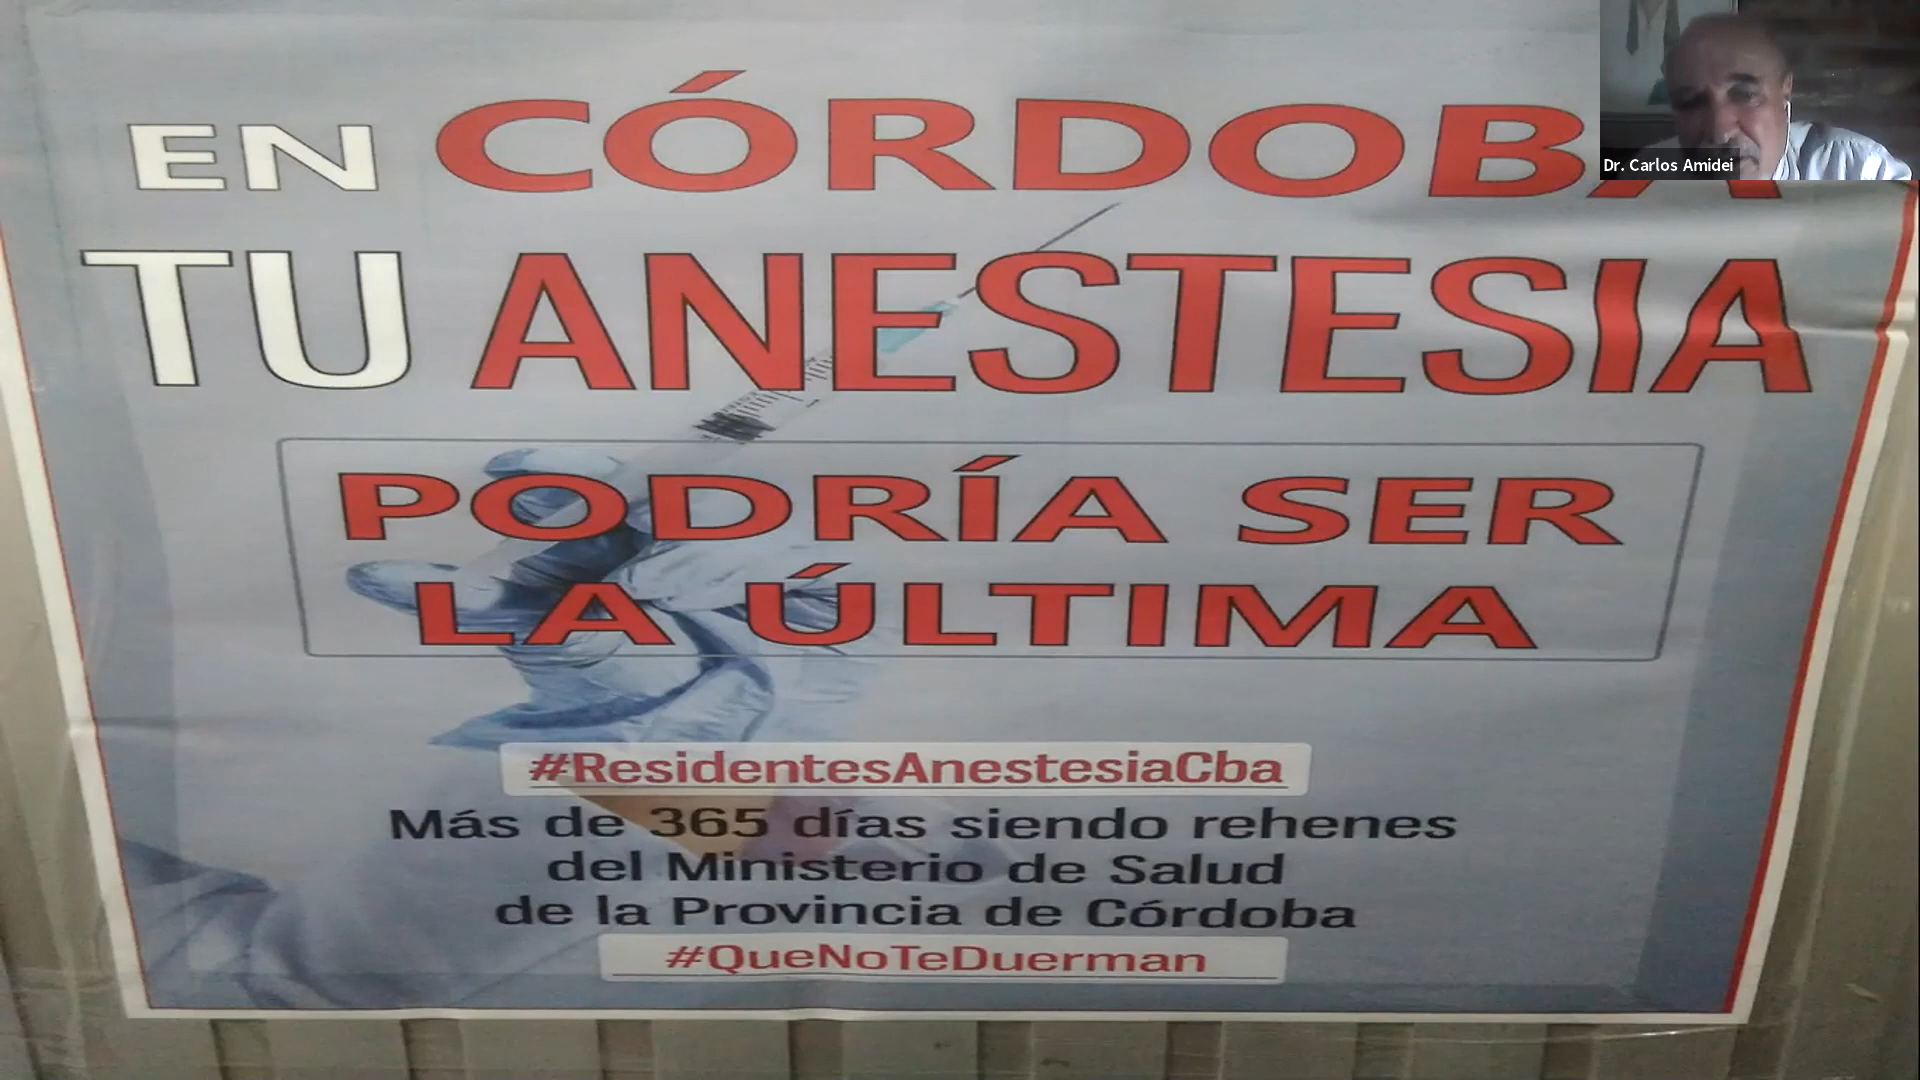 EN CÓRDOBA
TU ANESTESIA
PODRÍA SER
LA ÚLTIMA
#ResidentesAnestesiaCba
Más de 365 días siendo rehenes
del Ministerio de Salud
de la Provincia de Córdoba
#QueNoTeDuerman
Dr. Carlos Amidei